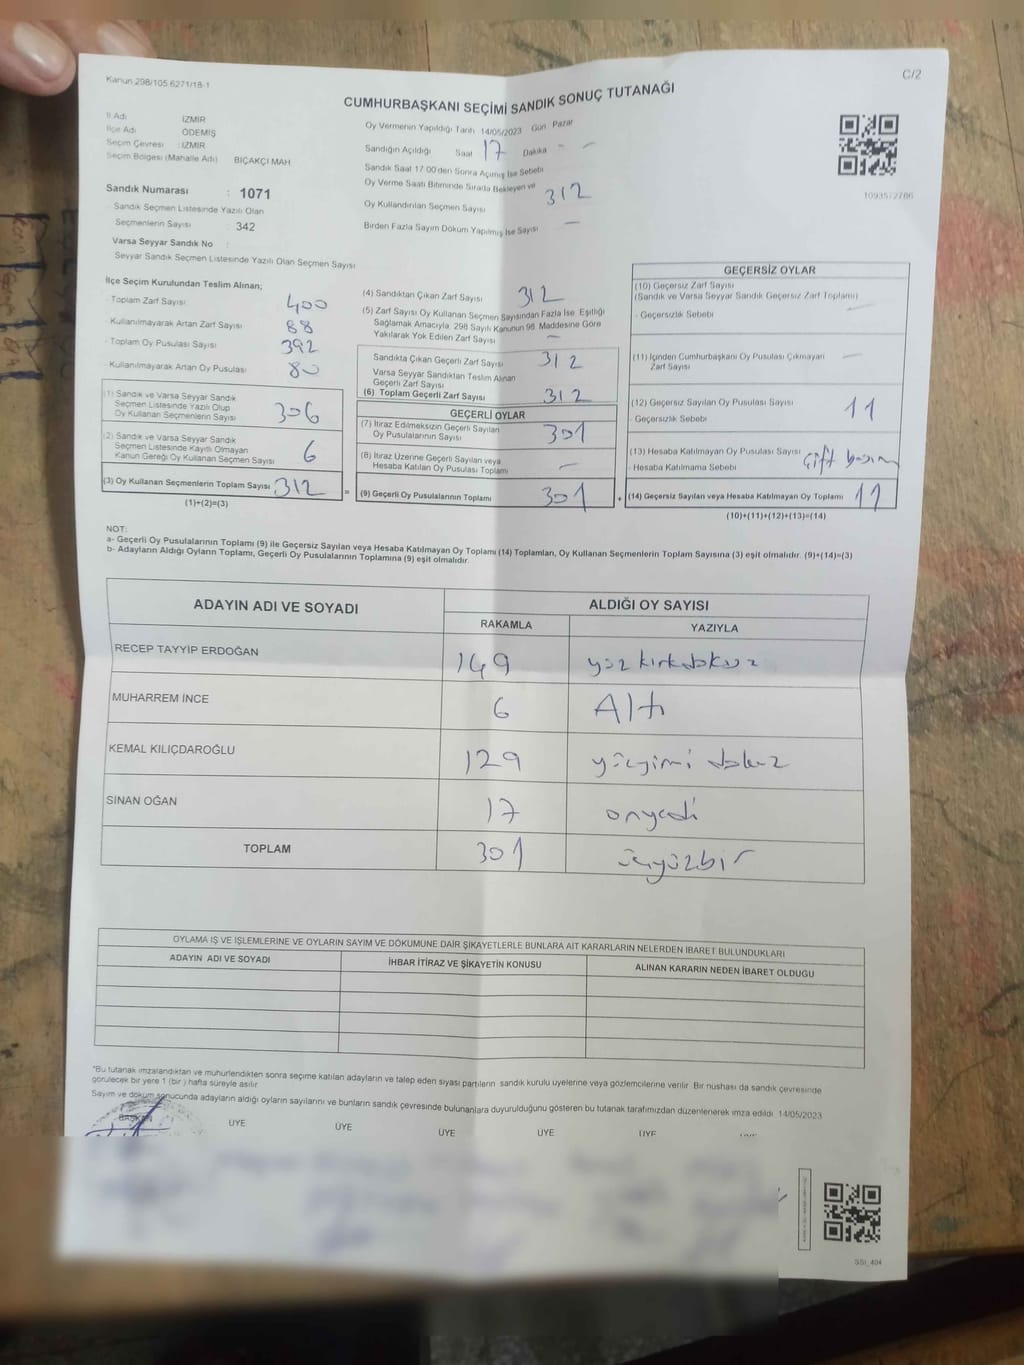 Kanun 298/105 6271/18-1
C/2
CUMHURBAŞKANI SEÇİMİ SANDIK SONUÇ TUTANAĞI
İl Adı İZMİR
İlçe Adı ÖDEMİŞ
Seçim Çevresi : İZMİR
Seçim Bölgesi (Mahalle Adı) BIÇAKÇI MAH
Sandık Numarası : 1071
Sandık Seçmen Listesinde Yazılı Olan
Seçmenlerin Sayısı : 342
Varsa Seyyar Sandık No :
Seyyar Sandık Seçmen Listesinde Yazılı Olan Seçmen Sayısı
Oy Vermenin Yapıldığı Tarih 14/05/2023 Gün Pazar
Sandığın Açıldığı Saat 17 Dakika - -
Sandık Saat 17 00'den Sonra Açımış İse Sebebi
Oy Verme Saati Bitiminde Sırada Bekleyen ve
Oy Kullandırılan Seçmen Sayısı 312
Birden Fazla Sayım Döküm Yapılmış İse Sayısı —
1093572786
İlçe Seçim Kurulundan Teslim Alınan;
Toplam Zarf Sayısı 400
Kullanılmayarak Artan Zarf Sayısı 88
Toplam Oy Pusulası Sayısı 392
Kullanılmayarak Artan Oy Pusulası 80
(1) Sandık ve Varsa Seyyar Sandık
Seçmen Listesinde Yazılı Olup
Oy Kullanan Seçmenlerin Sayısı 306
(2) Sandık ve Varsa Seyyar Sandık
Seçmen Listesinde Kayıtlı Olmayan
Kanun Gereği Oy Kullanan Seçmen Sayısı 6
(3) Oy Kullanan Seçmenlerin Toplam Sayısı 312
(1)+(2)=(3)
(4) Sandıktan Çıkan Zarf Sayısı 312
(5) Zarf Sayısı Oy Kullanan Seçmen Sayısından Fazla İse Eşitliği
Sağlamak Amacıyla, 298 Sayılı Kanunun 98 Maddesine Göre
Yakılarak Yok Edilen Zarf Sayısı —
Sandıkta Çıkan Geçerli Zarf Sayısı 312
Varsa Seyyar Sandıktan Teslim Alınan
Geçerli Zarf Sayısı
(6) Toplam Geçerli Zarf Sayısı 312
GEÇERLİ OYLAR
(7) İtiraz Edilmeksizin Geçerli Sayılan
Oy Pusulalarının Sayısı 301
(8) İtiraz Üzerine Geçerli Sayılan veya
Hesaba Katılan Oy Pusulası Toplamı —
= (9) Geçerli Oy Pusulalarının Toplamı 301
GEÇERSİZ OYLAR
(10) Geçersiz Zarf Sayısı
(Sandık ve Varsa Seyyar Sandık Geçersiz Zarf Toplamı)
- Geçersizlik Sebebi —
(11) İçinden Cumhurbaşkanı Oy Pusulası Çıkmayan
Zarf Sayısı —
(12) Geçersiz Sayılan Oy Pusulası Sayısı 11
- Geçersizlik Sebebi
(13) Hesaba Katılmayan Oy Pusulası Sayısı
- Hesaba Katılmama Sebebi çift basım
+ (14) Geçersiz Sayılan veya Hesaba Katılmayan Oy Toplamı 11
(10)+(11)+(12)+(13)=(14)
NOT:
a- Geçerli Oy Pusulalarının Toplamı (9) ile Geçersiz Sayılan veya Hesaba Katılmayan Oy Toplamı (14) Toplamları, Oy Kullanan Seçmenlerin Toplam Sayısına (3) eşit olmalıdır. (9)+(14)=(3)
b- Adayların Aldığı Oyların Toplamı, Geçerli Oy Pusulalarının Toplamına (9) eşit olmalıdır.
ADAYIN ADI VE SOYADI ALDIĞI OY SAYISI
RAKAMLA YAZIYLA
RECEP TAYYİP ERDOĞAN 149 yüz kırkdokuz
MUHARREM İNCE 6 Altı
KEMAL KILIÇDAROĞLU 129 yüzyirmi dokuz
SİNAN OĞAN 17 onyedi
TOPLAM 301 üçyüzbir
OYLAMA İŞ VE İŞLEMLERİNE VE OYLARIN SAYIM VE DÖKÜMÜNE DAİR ŞİKAYETLERLE BUNLARA AİT KARARLARIN NELERDEN İBARET BULUNDUKLARI
ADAYIN ADI VE SOYADI İHBAR İTİRAZ VE ŞİKAYETİN KONUSU ALINAN KARARIN NEDEN İBARET OLDUĞU
"Bu tutanak imzalandıktan ve mühürlendikten sonra seçime katılan adayların ve talep eden siyasi partilerin sandık kurulu üyelerine veya gözlemcilerine verilir. Bir nüshası da sandık çevresinde
görülecek bir yere 1 (bir) hafta süreyle asılır
Sayım ve döküm sonucunda adayların aldığı oyların sayılarını ve bunların sandık çevresinde bulunanlara duyurulduğunu gösteren bu tutanak tarafımızdan düzenlenerek imza edildi 14/05/2023
BAŞKAN ÜYE ÜYE ÜYE ÜYE ÜYE
SSI_404